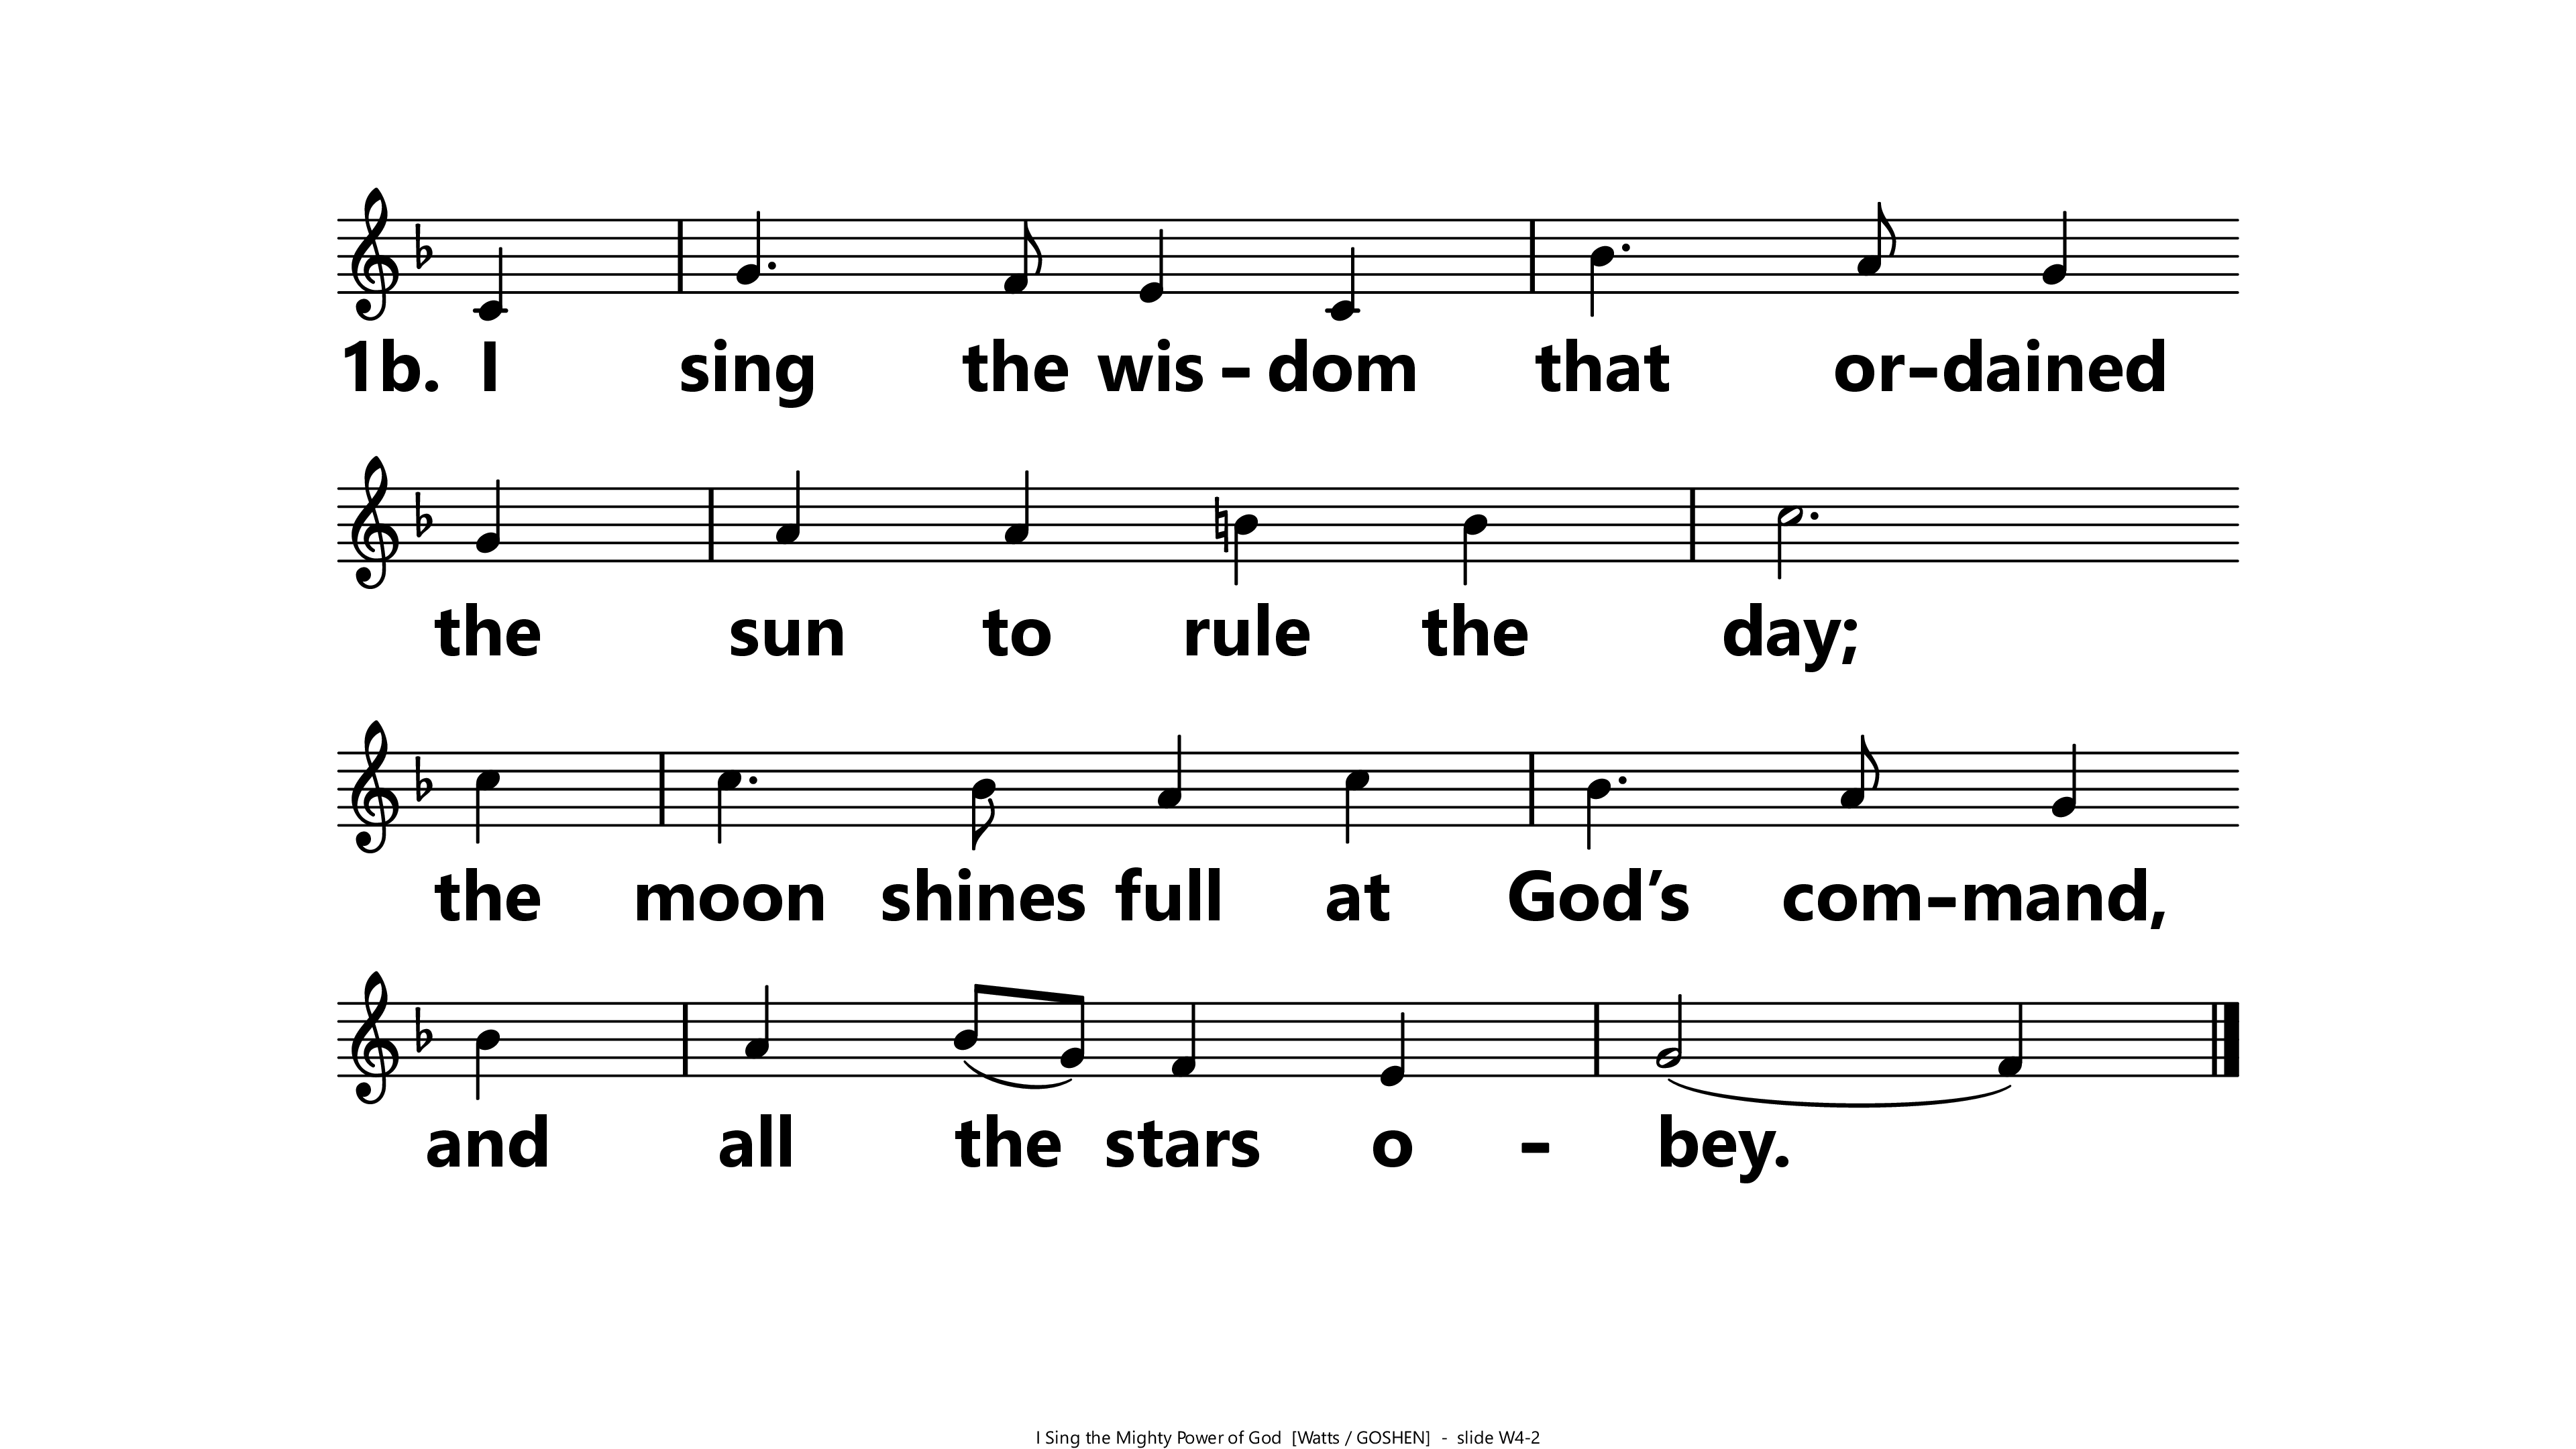 1b. I sing the wis-dom that or-dained
the sun to rule the day;
the moon shines full at God’s com-mand,
and all the stars o - bey.
I Sing the Mighty Power of God [Watts / GOSHEN] - slide W4-2